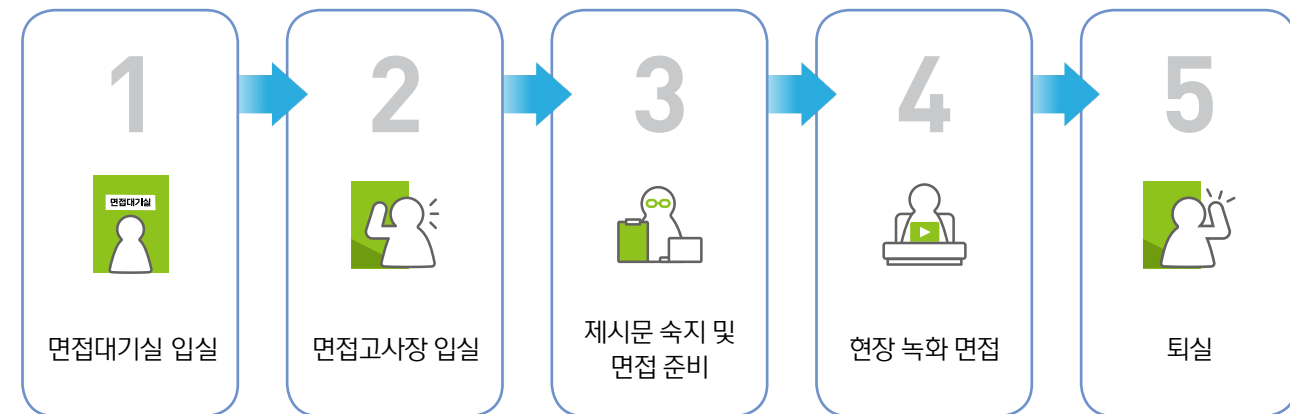 1
2
3
4
5
면접대기실
면접대기실 입실
면접고사장 입실
제시문 숙지 및
면접 준비
현장 녹화 면접
퇴실